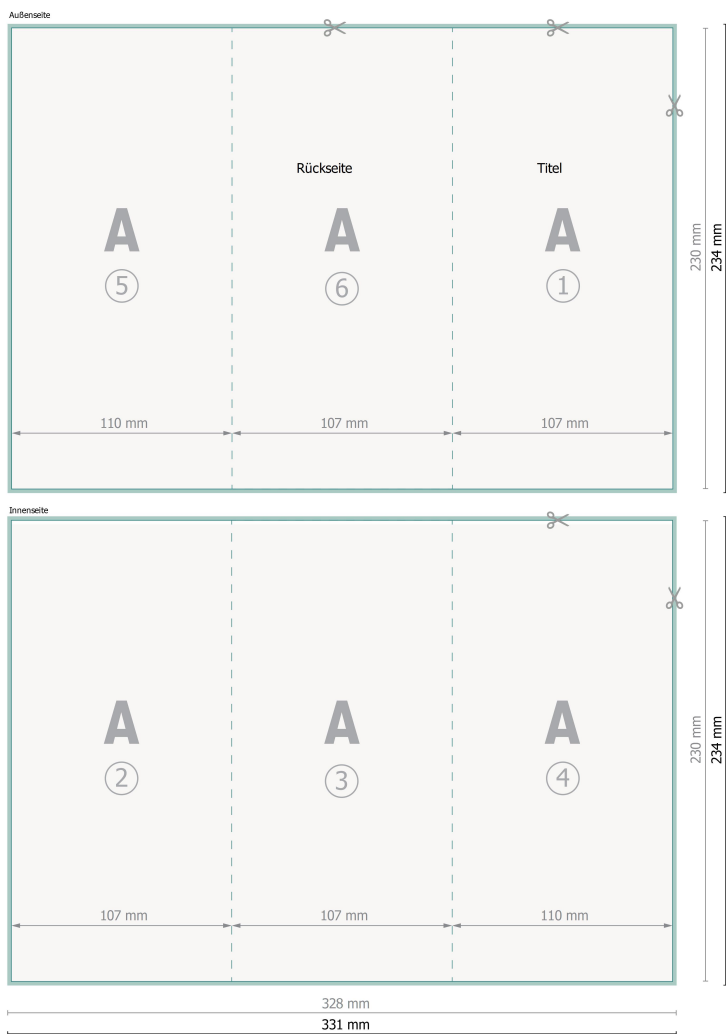 Außenseite
Rückseite
Titel
A
A
A
5
6
1
230 mm
234 mm
110 mm
107 mm
107 mm
Innenseite
A
A
A
2
3
4
230 mm
234 mm
107 mm
107 mm
110 mm
328 mm
331 mm